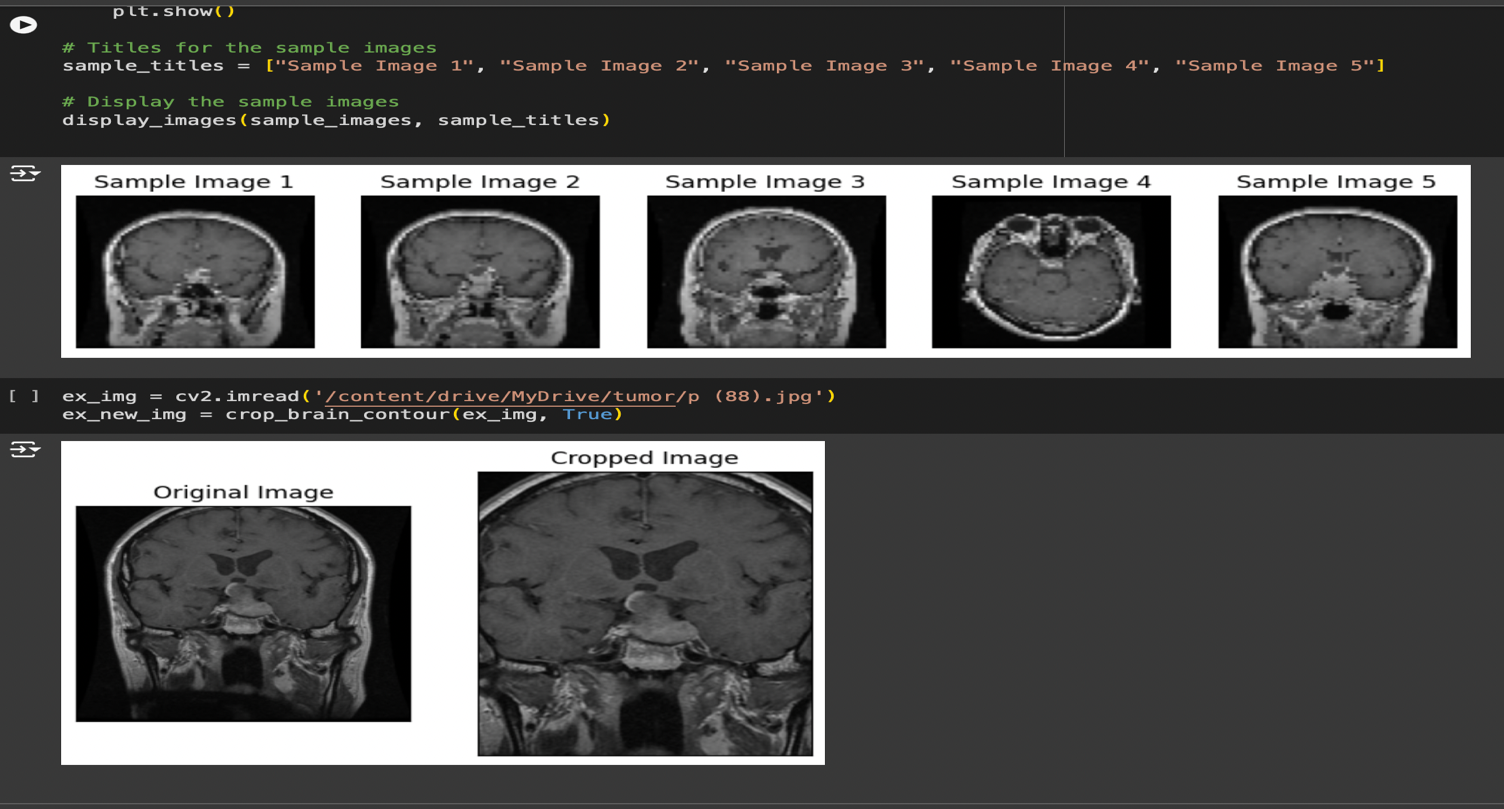 plt.show()
# Titles for the sample images
sample_titles = ["Sample Image 1", "Sample Image 2", "Sample Image 3", "Sample Image 4", "Sample Image 5"]
# Display the sample images
display_images(sample_images, sample_titles)
Sample Image 1 Sample Image 2 Sample Image 3 Sample Image 4 Sample Image 5
[ ] ex_img = cv2.imread('/content/drive/MyDrive/tumor/p (88).jpg')
ex_new_img = crop_brain_contour(ex_img, True)
Cropped Image
Original Image